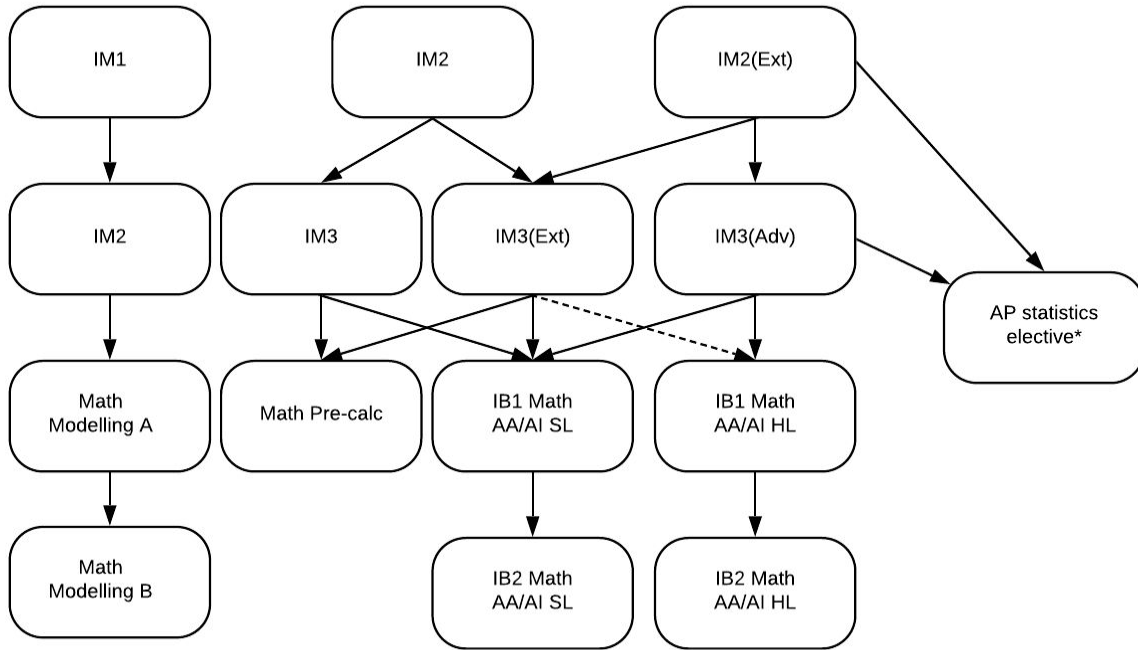 IM1
IM2
IM2(Ext)
IM2
IM3
IM3(Ext)
IM3(Adv)
AP statistics
elective*
Math
Modelling A
Math Pre-calc
IB1 Math
AA/AI SL
IB1 Math
AA/AI HL
Math
Modelling B
IB2 Math
AA/AI SL
IB2 Math
AA/AI HL